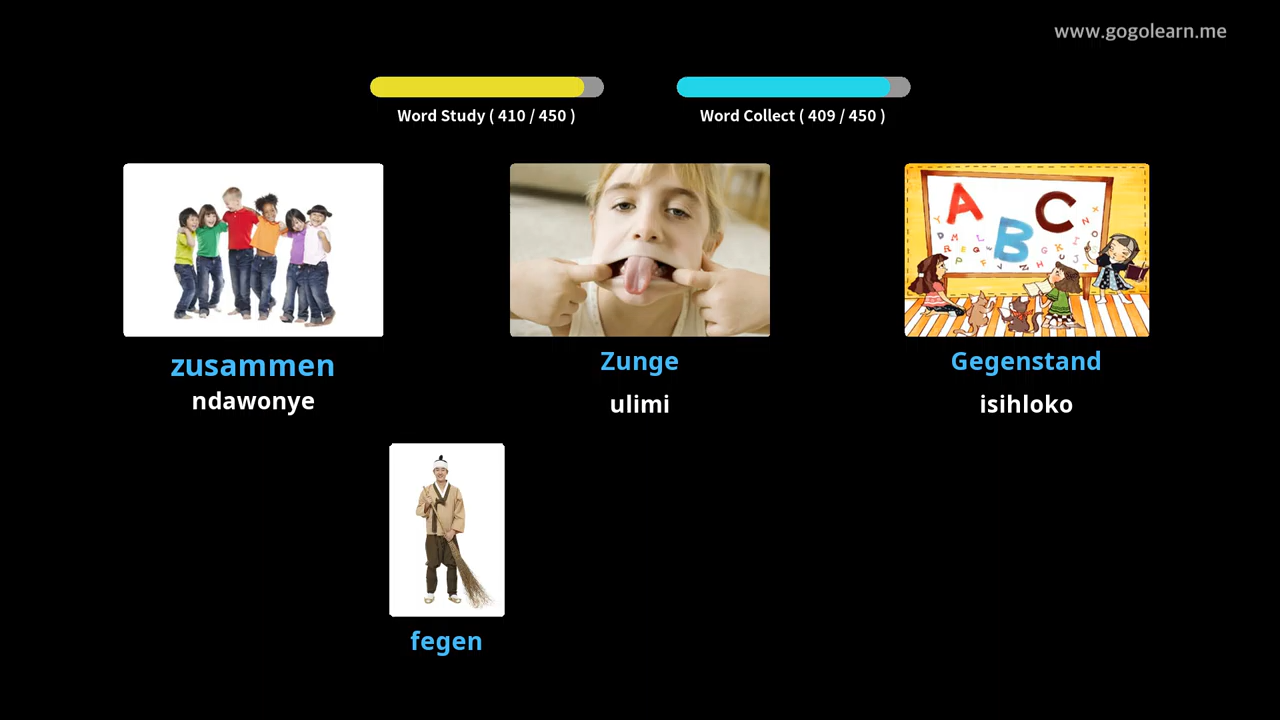 www.gogolearn.me
Word Study ( 410 / 450 )
Word Collect ( 409 / 450 )
A B C
zusammen
ndawonye
Zunge
ulimi
Gegenstand
isihloko
fegen